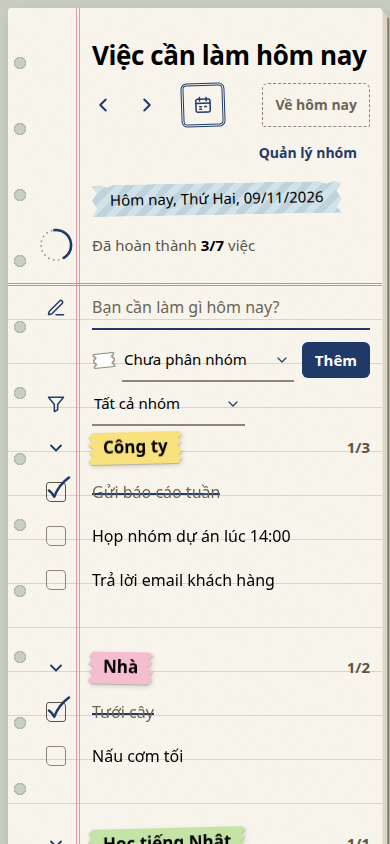 Việc cần làm hôm nay
Về hôm nay
Quản lý nhóm
Hôm nay, Thứ Hai, 09/11/2026
Đã hoàn thành 3/7 việc
Bạn cần làm gì hôm nay?
Chưa phân nhóm
Thêm
Tất cả nhóm
Công ty 1/3
Gửi báo cáo tuần
Họp nhóm dự án lúc 14:00
Trả lời email khách hàng
Nhà 1/2
Tưới cây
Nấu cơm tối
Học tiếng Nhật 1/1